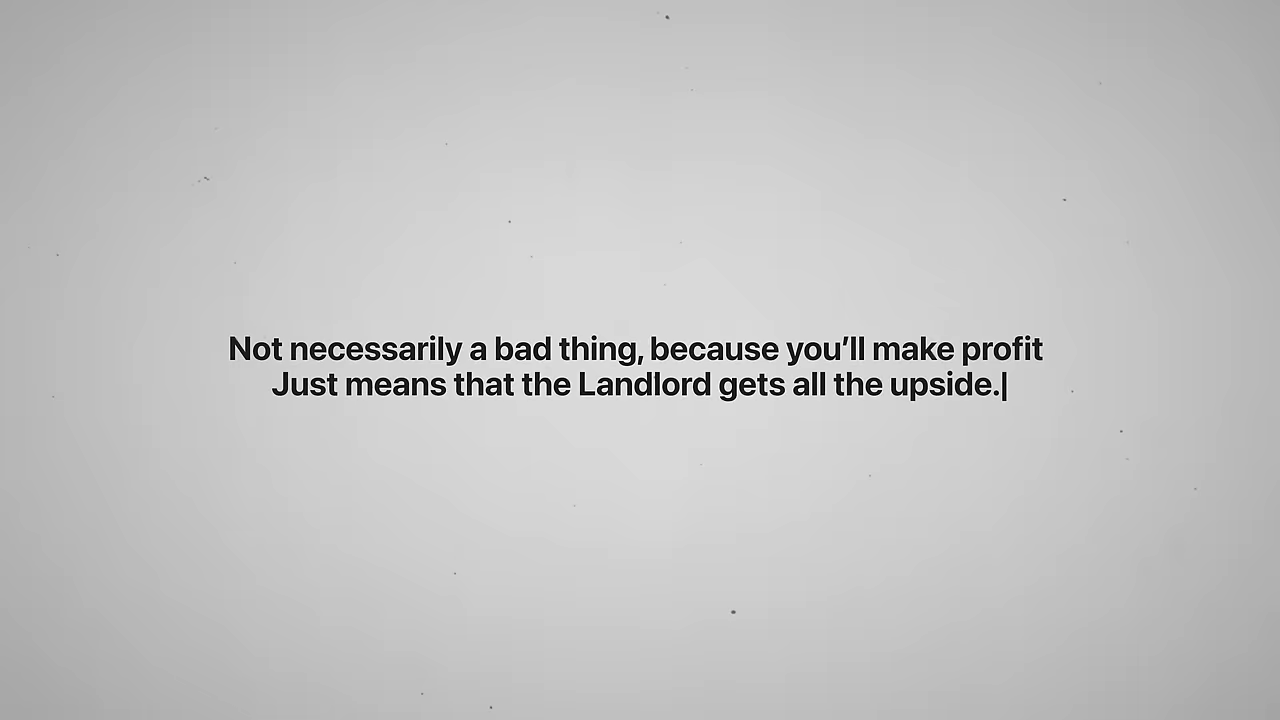 Not necessarily a bad thing, because you’ll make profit
Just means that the Landlord gets all the upside.